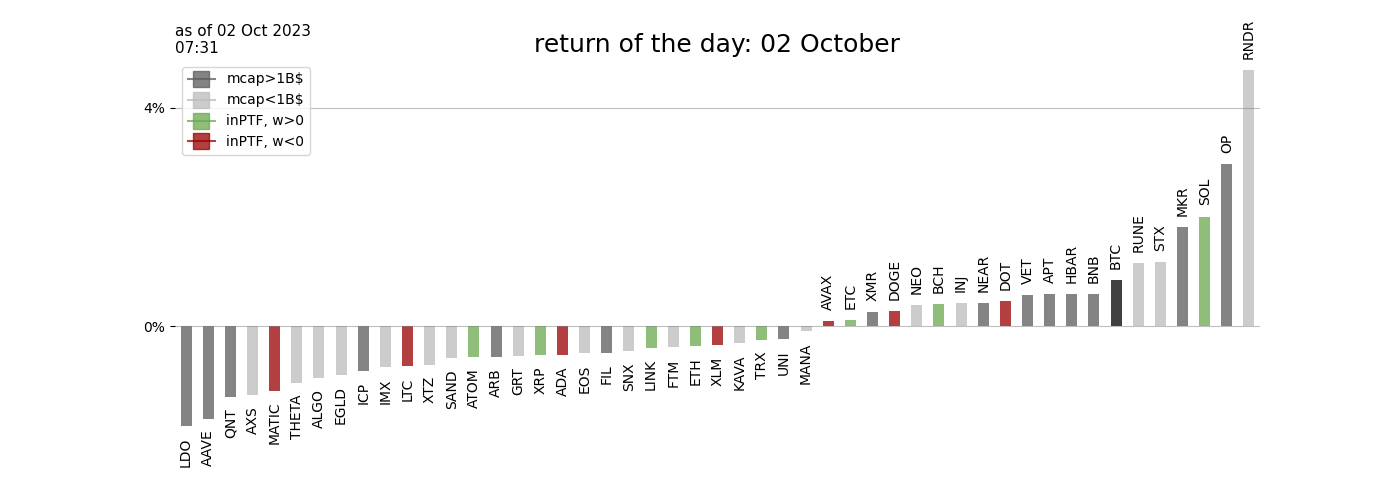 as of 02 Oct 2023
07:31
return of the day: 02 October
mcap>1B$
mcap<1B$
inPTF, w>0
inPTF, w<0
4%
0%
LDO
AAVE
QNT
AXS
MATIC
THETA
ALGO
EGLD
ICP
IMX
LTC
XTZ
SAND
ATOM
ARB
GRT
XRP
ADA
EOS
FIL
SNX
LINK
FTM
ETH
XLM
KAVA
TRX
UNI
MANA
AVAX
ETC
XMR
DOGE
NEO
BCH
INJ
NEAR
DOT
VET
APT
HBAR
BNB
BTC
RUNE
STX
MKR
SOL
OP
RNDR